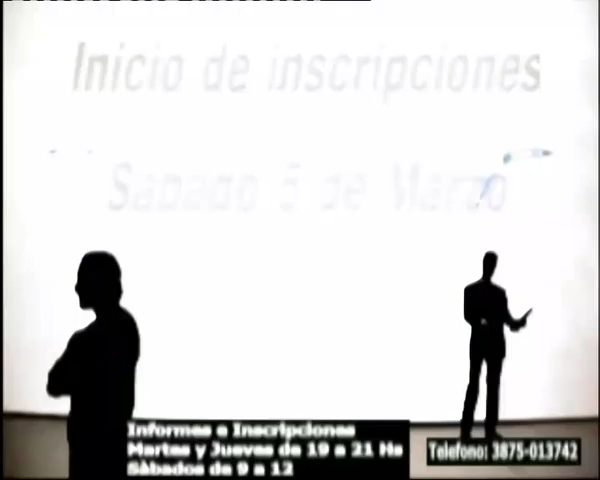 Inicio de inscripciones
Sabado 5 de Marzo
Informes e Inscripciones
Martes y Jueves de 19 a 21 Hs
Sàbados de 9 a 12
Telefono: 3875-013742